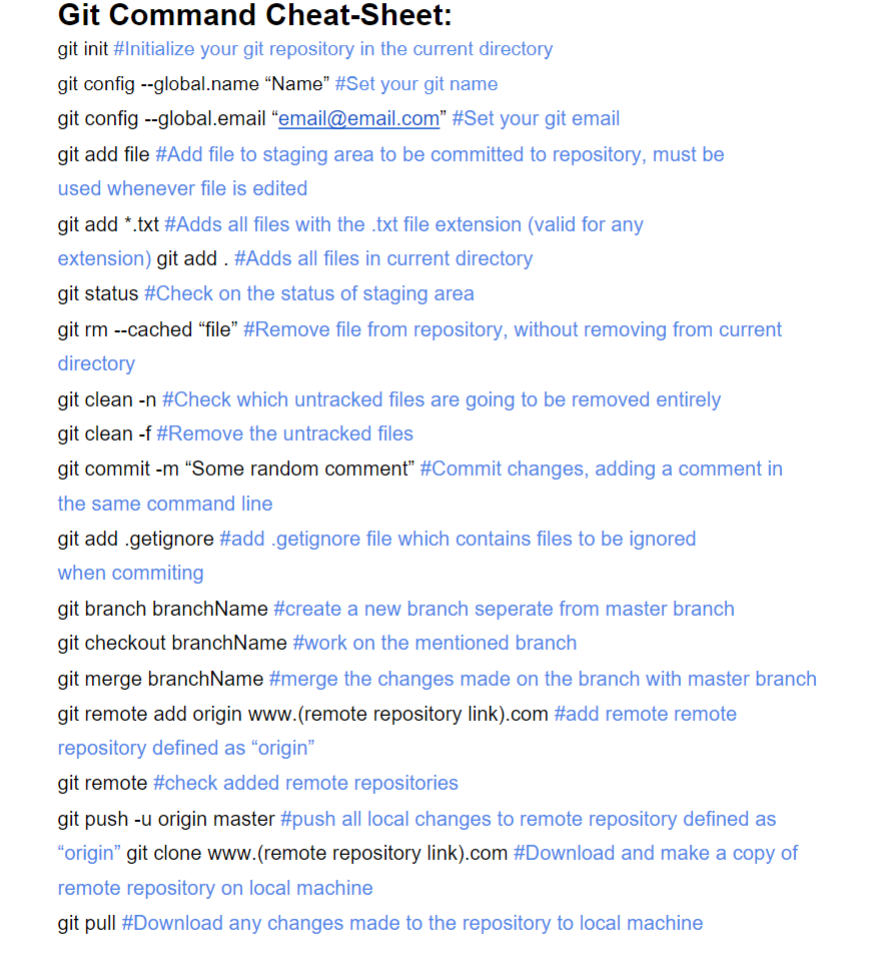 Git Command Cheat-Sheet:
git init #Initialize your git repository in the current directory
git config --global.name “Name” #Set your git name
git config --global.email “email@email.com” #Set your git email
git add file #Add file to staging area to be committed to repository, must be
used whenever file is edited
git add *.txt #Adds all files with the .txt file extension (valid for any
extension) git add . #Adds all files in current directory
git status #Check on the status of staging area
git rm --cached “file” #Remove file from repository, without removing from current
directory
git clean -n #Check which untracked files are going to be removed entirely
git clean -f #Remove the untracked files
git commit -m “Some random comment” #Commit changes, adding a comment in
the same command line
git add .getignore #add .getignore file which contains files to be ignored
when commiting
git branch branchName #create a new branch seperate from master branch
git checkout branchName #work on the mentioned branch
git merge branchName #merge the changes made on the branch with master branch
git remote add origin www.(remote repository link).com #add remote remote
repository defined as “origin”
git remote #check added remote repositories
git push -u origin master #push all local changes to remote repository defined as
“origin” git clone www.(remote repository link).com #Download and make a copy of
remote repository on local machine
git pull #Download any changes made to the repository to local machine